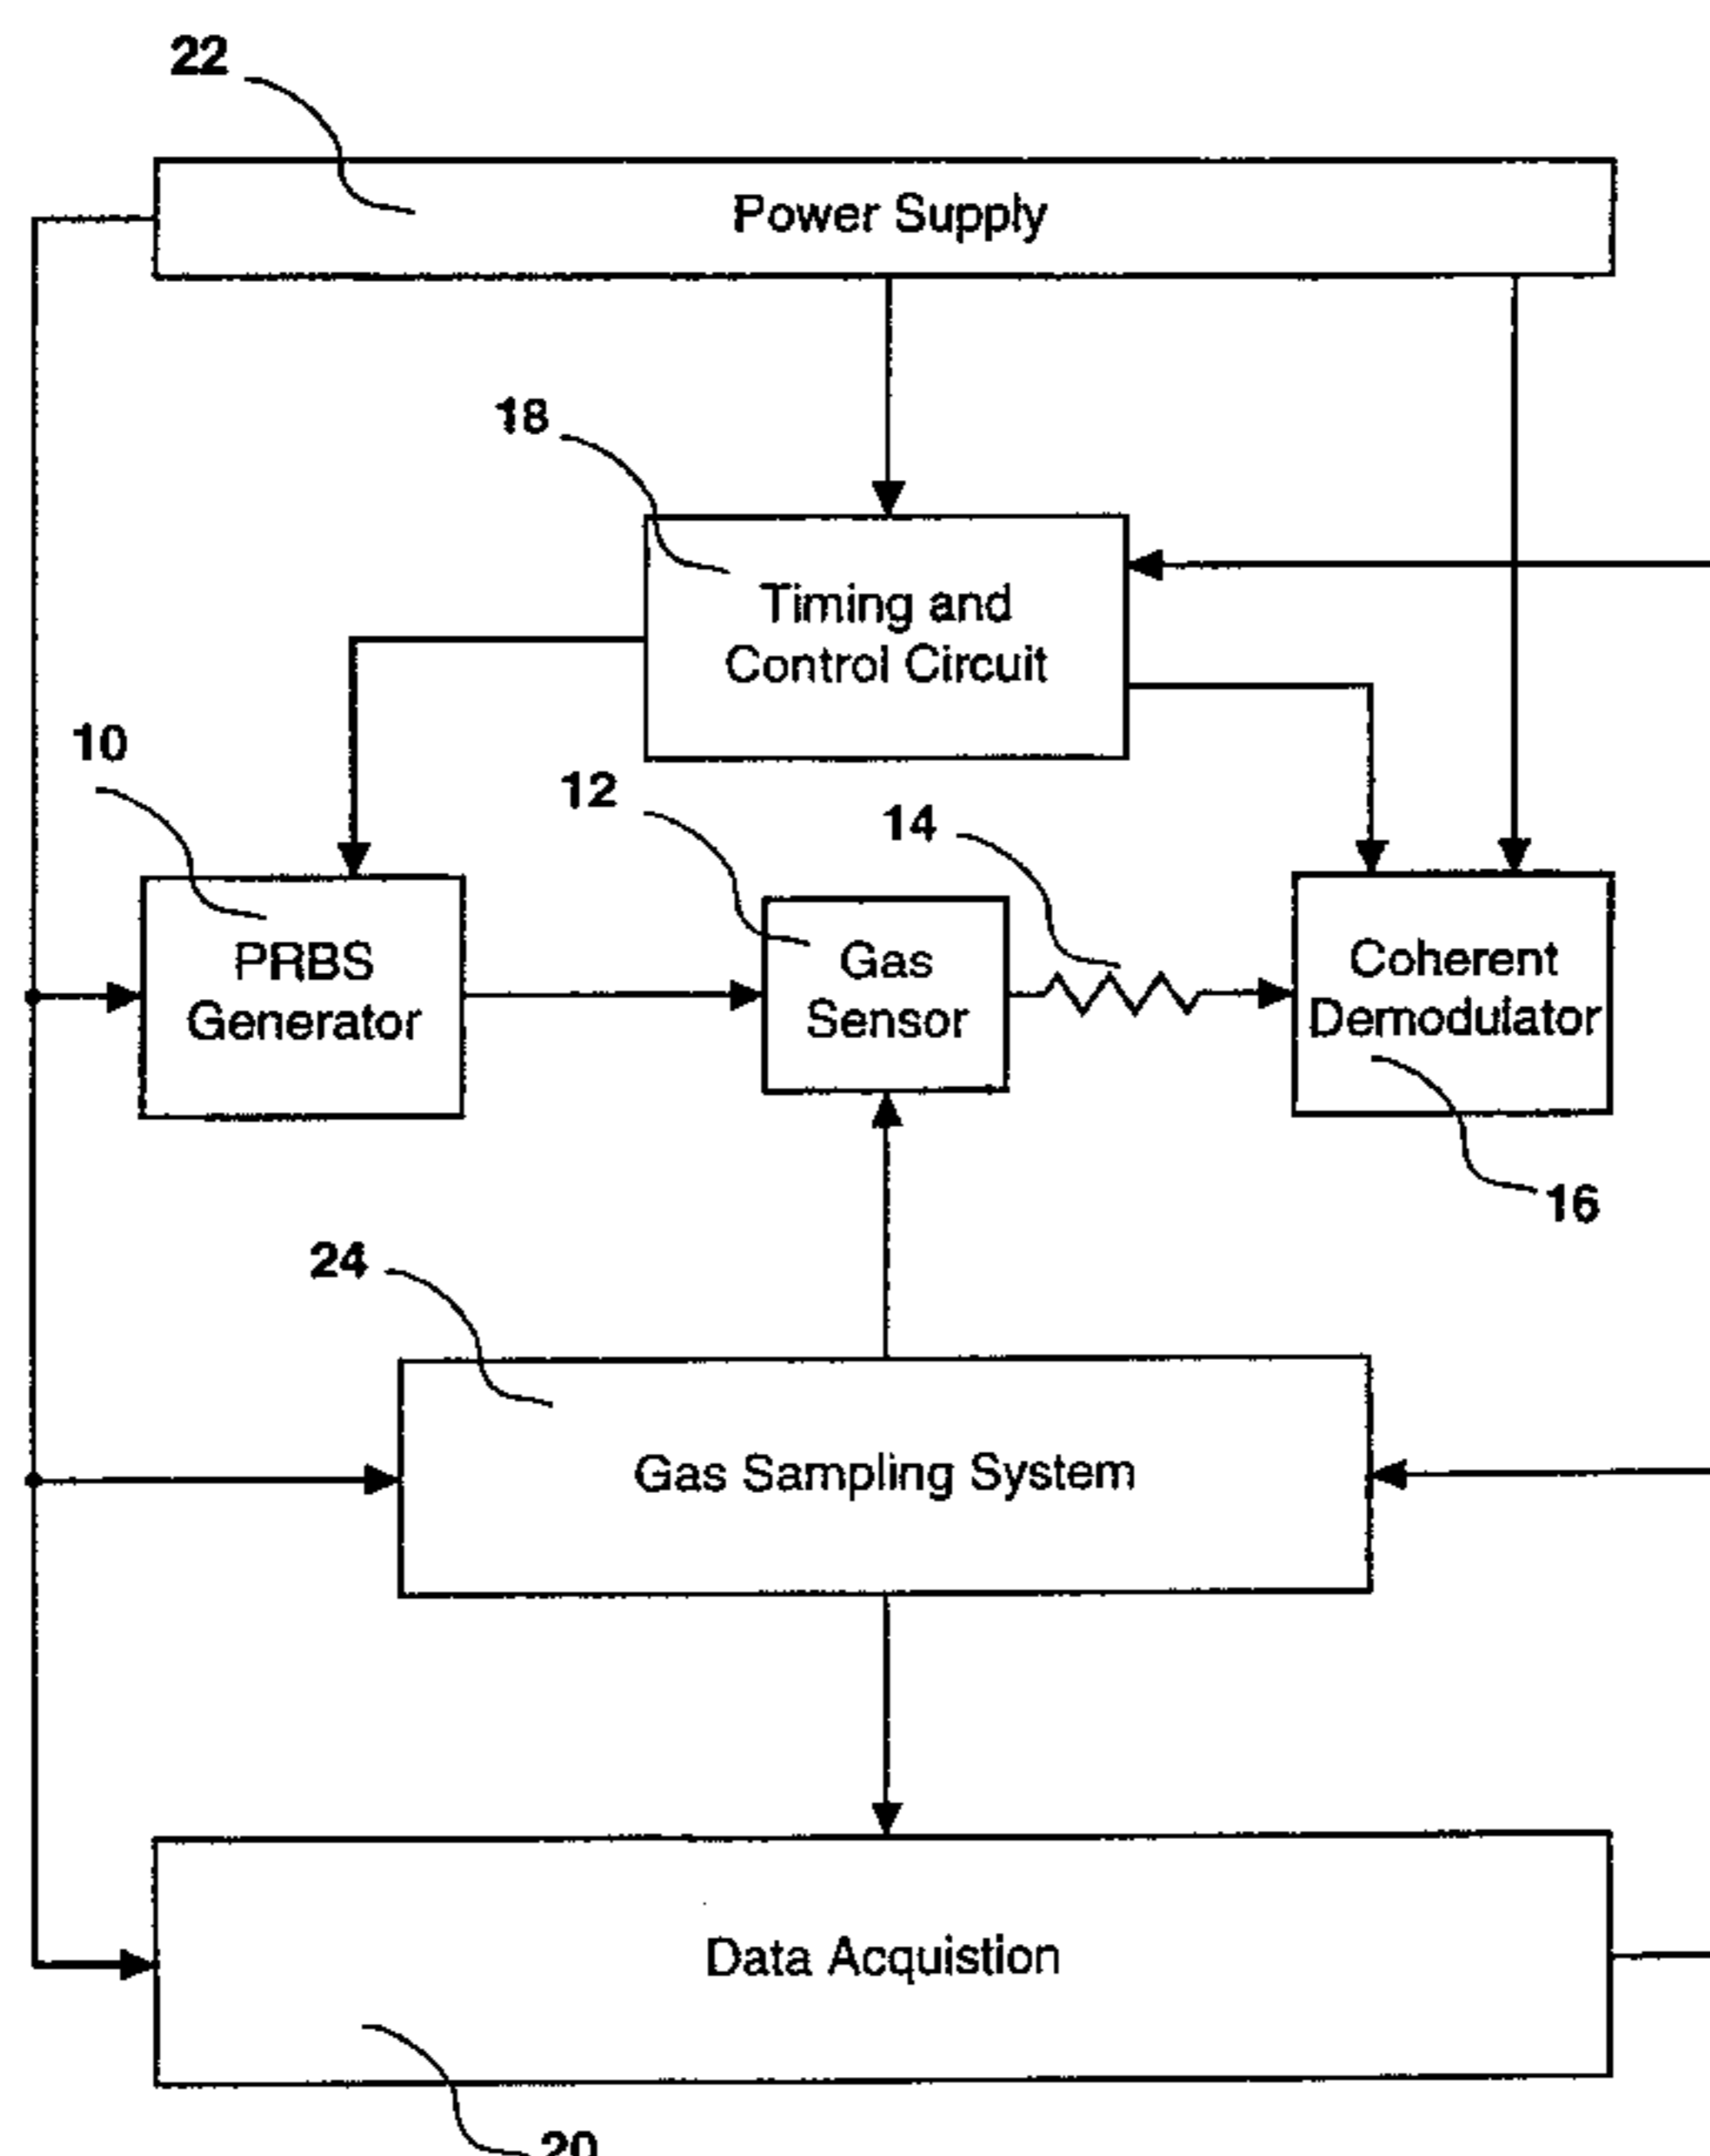 22
Power Supply
18
Timing and
Control Circuit
10
12
14
PRBS
Generator
Gas
Sensor
Coherent
Demodulator
16
24
Gas Sampling System
Data Acquistion
20